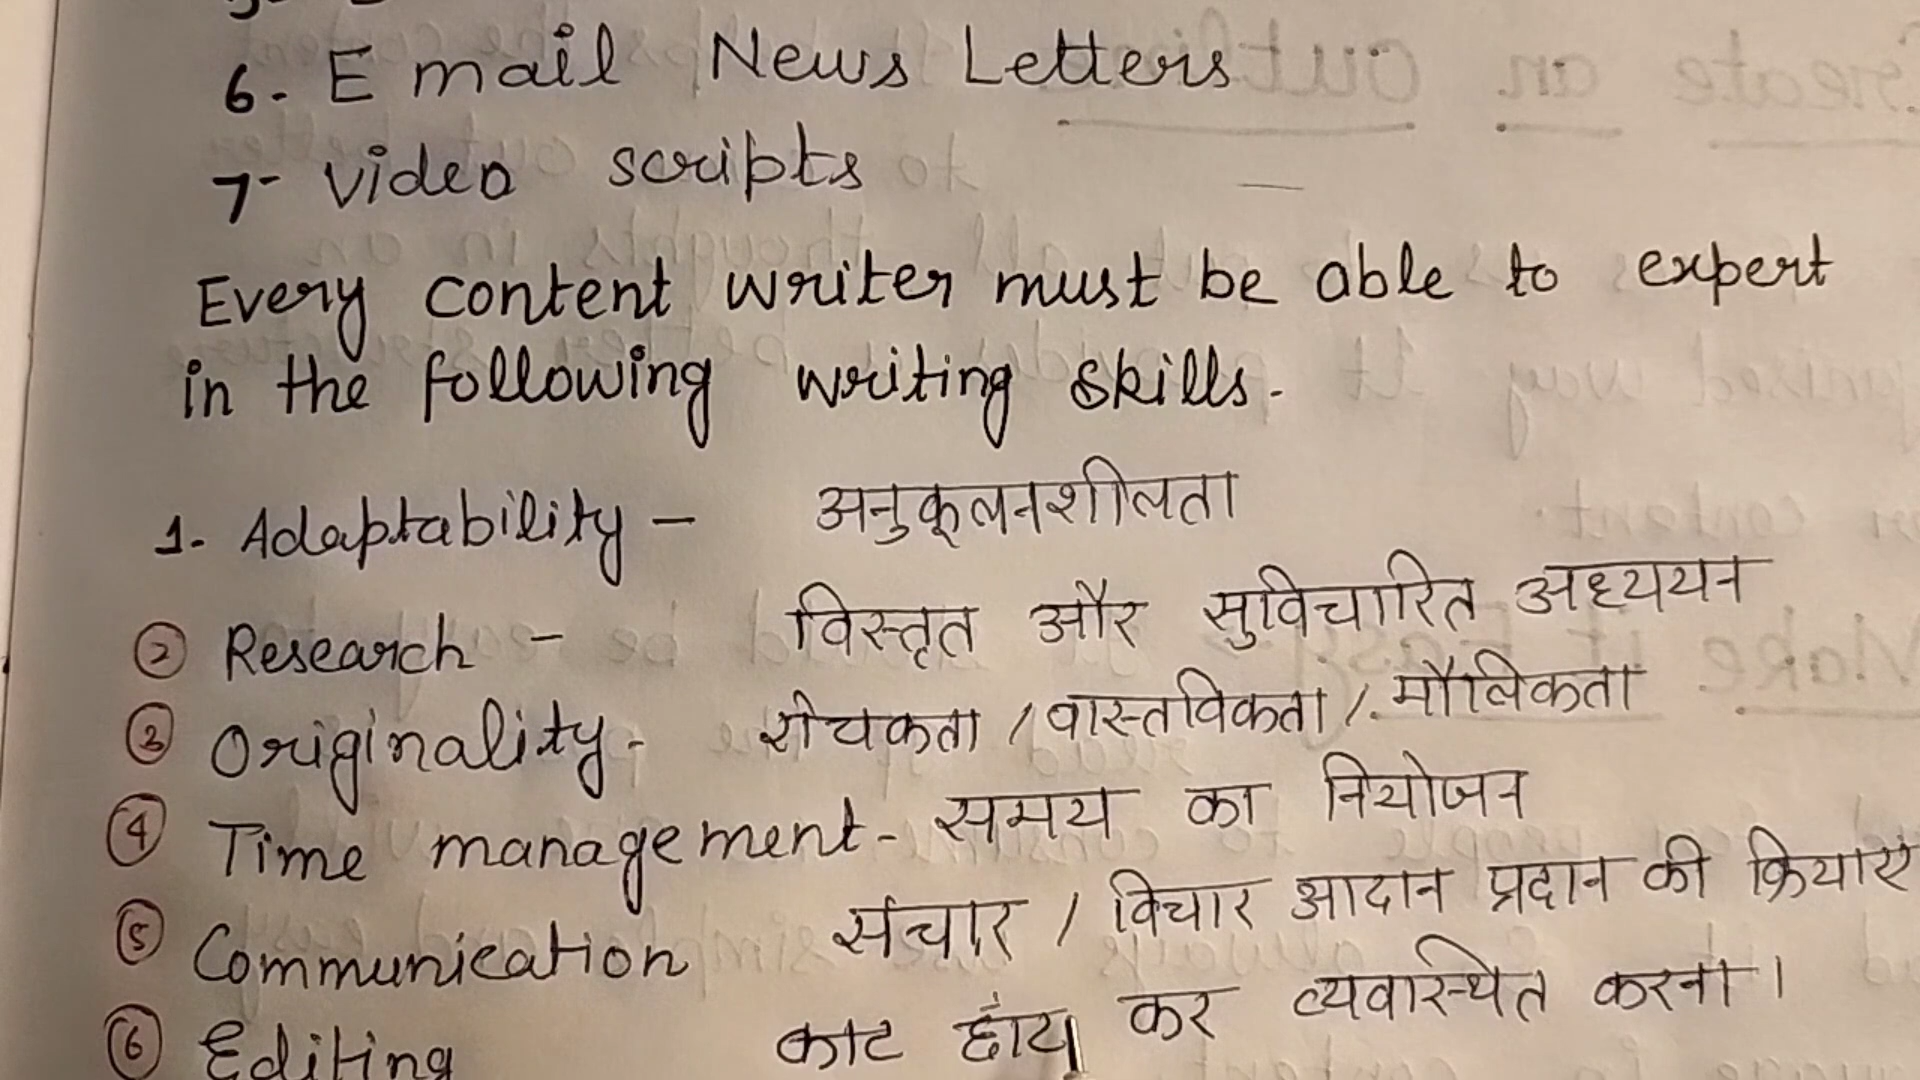 6. E mail News Letters
7- Video scripts
Every content writer must be able to expert
in the following writing skills.
1. Adaptability - अनुकूलनशीलता
② Research - विस्तृत और सुविचारित अध्ययन
③ Originality - रोचकता / वास्तविकता / मौलिकता
④ Time management - समय का नियोजन
⑤ Communication संचार / विचार आदान प्रदान की क्रियाएं
⑥ Editing काट छांट कर व्यवस्थित करना।